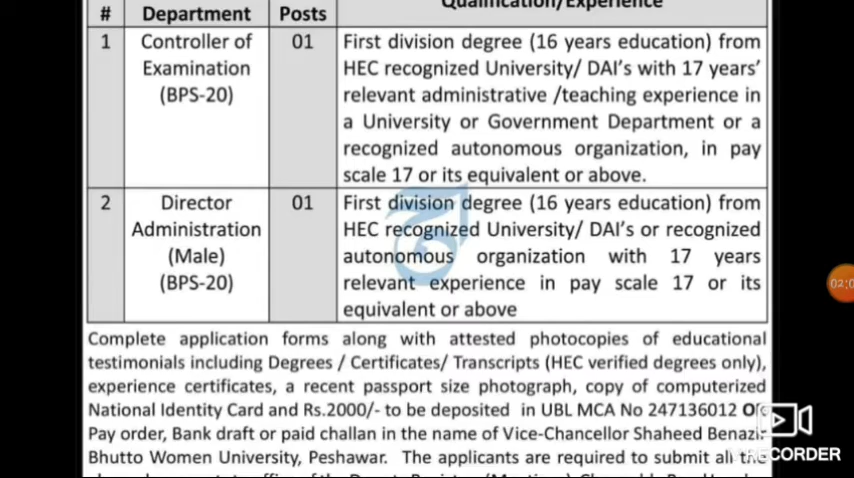 Qualification/Experience
# Department Posts
1 Controller of Examination (BPS-20) 01 First division degree (16 years education) from
HEC recognized University/ DAI's with 17 years'
relevant administrative /teaching experience in
a University or Government Department or a
recognized autonomous organization, in pay
scale 17 or its equivalent or above.
2 Director Administration (Male) (BPS-20) 01 First division degree (16 years education) from
HEC recognized University/ DAI's or recognized
autonomous organization with 17 years
relevant experience in pay scale 17 or its
equivalent or above
Complete application forms along with attested photocopies of educational
testimonials including Degrees / Certificates/ Transcripts (HEC verified degrees only),
experience certificates, a recent passport size photograph, copy of computerized
National Identity Card and Rs.2000/- to be deposited in UBL MCA No 247136012 OR
Pay order, Bank draft or paid challan in the name of Vice-Chancellor Shaheed Benazir
Bhutto Women University, Peshawar. The applicants are required to submit all the
02:0
RECORDER